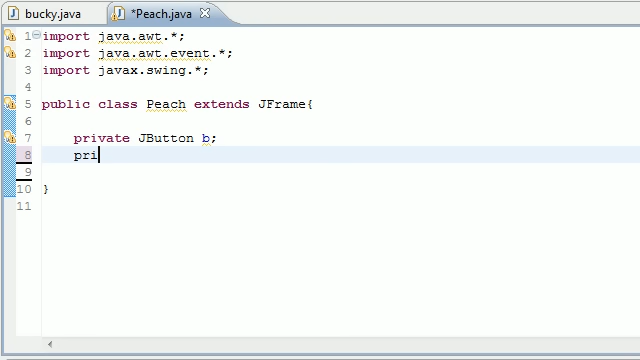 bucky.java
*Peach.java
1 import java.awt.*;
2 import java.awt.event.*;
3 import javax.swing.*;
4
5 public class Peach extends JFrame{
6
7 private JButton b;
8 pri
9
10 }
11